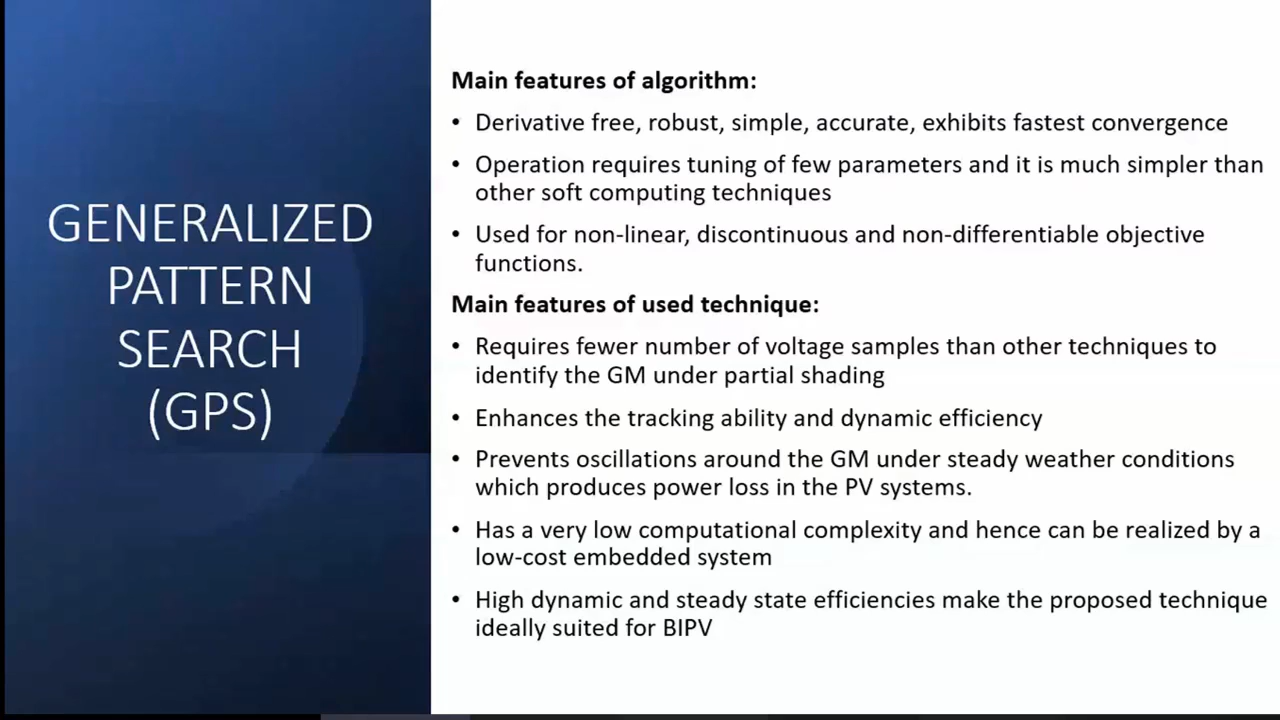 GENERALIZED
PATTERN
SEARCH
(GPS)
Main features of algorithm:
• Derivative free, robust, simple, accurate, exhibits fastest convergence
• Operation requires tuning of few parameters and it is much simpler than
other soft computing techniques
• Used for non-linear, discontinuous and non-differentiable objective
functions.
Main features of used technique:
• Requires fewer number of voltage samples than other techniques to
identify the GM under partial shading
• Enhances the tracking ability and dynamic efficiency
• Prevents oscillations around the GM under steady weather conditions
which produces power loss in the PV systems.
• Has a very low computational complexity and hence can be realized by a
low-cost embedded system
• High dynamic and steady state efficiencies make the proposed technique
ideally suited for BIPV